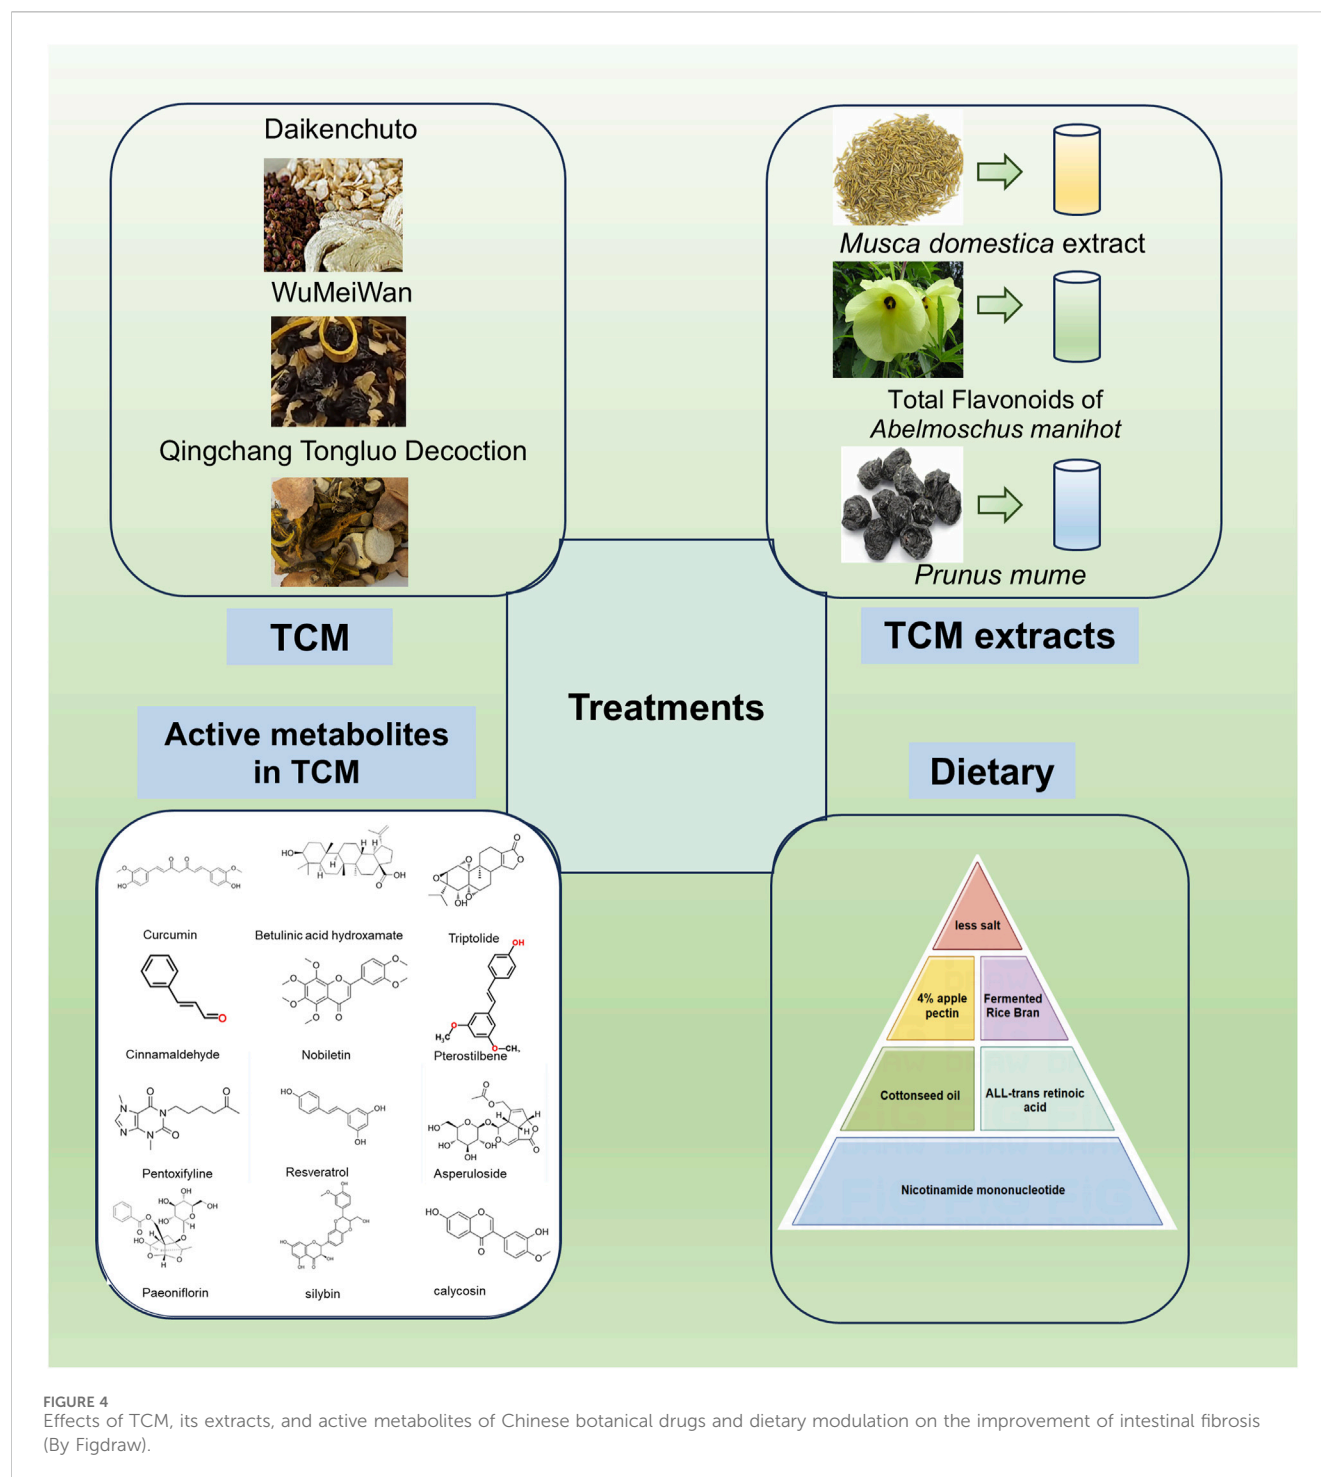 Daikenchuto
WuMeiWan
Qingchang Tongluo Decoction
TCM
Musca domestica extract
Total Flavonoids of
Abelmoschus manihot
Prunus mume
TCM extracts
Treatments
Active metabolites
in TCM
Curcumin
Betulinic acid hydroxamate
Triptolide
Cinnamaldehyde
Nobiletin
Pterostilbene
Pentoxifyline
Resveratrol
Asperuloside
Paeoniflorin
silybin
calycosin
Dietary
less salt
4% apple
pectin
Fermented
Rice Bran
Cottonseed oil
ALL-trans retinoic
acid
Nicotinamide mononucleotide
FIGURE 4
Effects of TCM, its extracts, and active metabolites of Chinese botanical drugs and dietary modulation on the improvement of intestinal fibrosis
(By Figdraw).